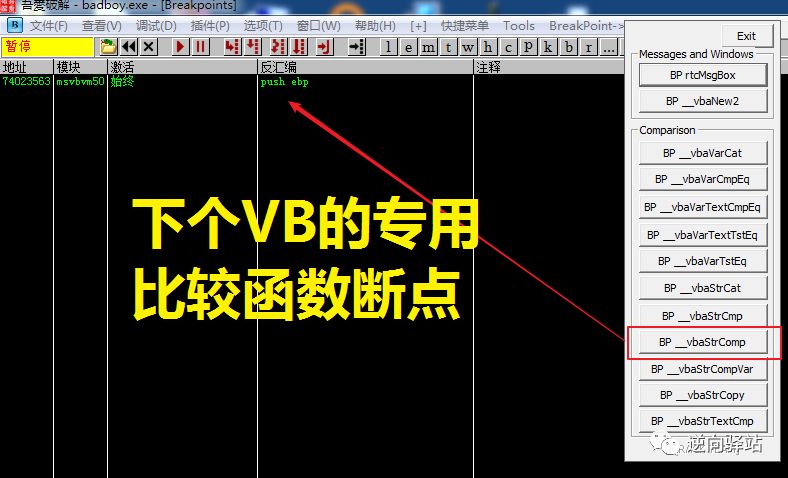 吾爱破解 - badboy.exe - [Breakpoints]
B 文件(F) 查看(V) 调试(D) 插件(P) 选项(T) 窗口(W) 帮助(H) [+] 快捷菜单 Tools BreakPoint->
暂停 l e m t w h c p k b r ...
地址 模块 激活 反汇编 注释
74023563 msvbvm50 始终 push ebp
下个VB的专用
比较函数断点
Exit
Messages and Windows
BP rtcMsgBox
BP __vbaNew2
Comparison
BP __vbaVarCat
BP __vbaVarCmpEq
BP __vbaVarTextCmpEq
BP __vbaVarTextTstEq
BP __vbaVarTstEq
BP __vbaStrCat
BP __vbaStrCmp
BP __vbaStrComp
BP __vbaStrCompVar
BP __vbaStrCopy
BP __vbaStrTextCmp
逆向驿站